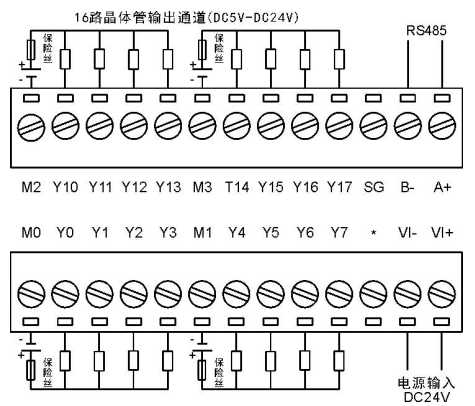 16路晶体管输出通道(DC5V-DC24V)
RS485
保险丝
保险丝
+
-
+
-
M2 Y10 Y11 Y12 Y13 M3 T14 Y15 Y16 Y17 SG B- A+
M0 Y0 Y1 Y2 Y3 M1 Y4 Y5 Y6 Y7 * VI- VI+
-
+
-
+
保险丝
保险丝
电源输入
DC24V